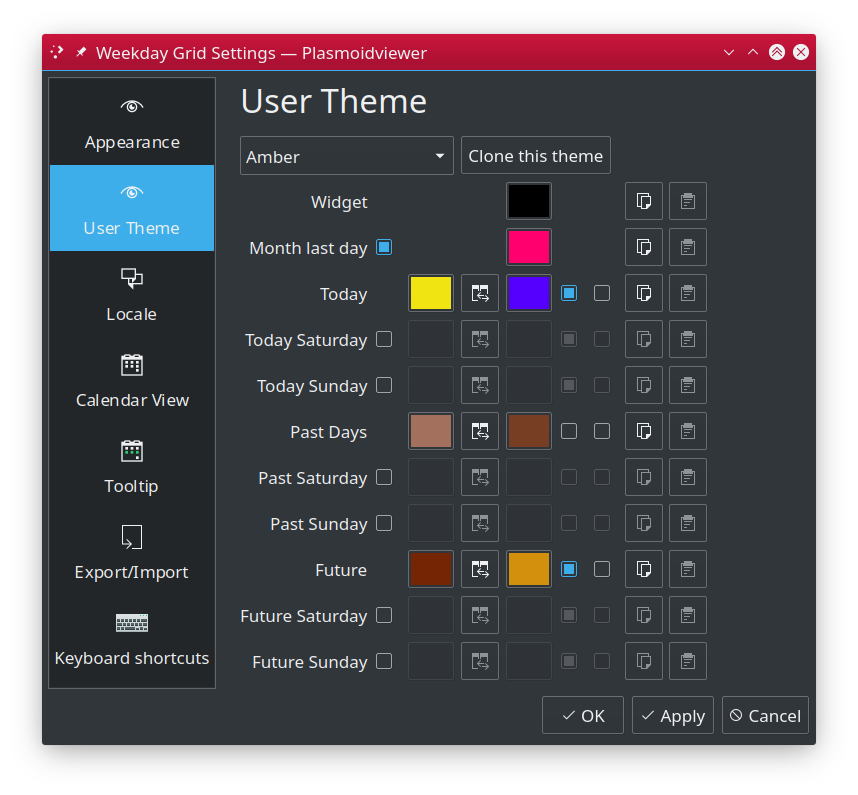 Weekday Grid Settings — Plasmoidviewer
Appearance
User Theme
Locale
Calendar View
Tooltip
Export/Import
Keyboard shortcuts
User Theme
Amber
Clone this theme
Widget
Month last day
Today
Today Saturday
Today Sunday
Past Days
Past Saturday
Past Sunday
Future
Future Saturday
Future Sunday
OK
Apply
Cancel